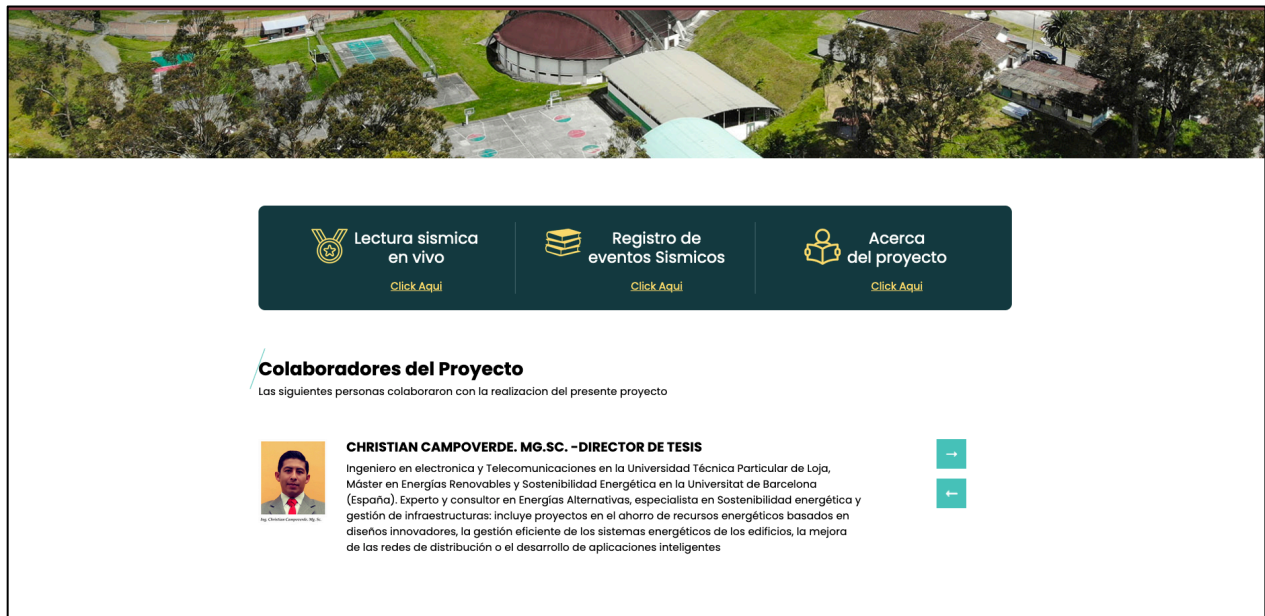 Lectura sismica
en vivo
Click Aqui
Registro de
eventos Sismicos
Click Aqui
Acerca
del proyecto
Click Aqui
Colaboradores del Proyecto
Las siguientes personas colaboraron con la realizacion del presente proyecto
CHRISTIAN CAMPOVERDE. MG.SC. -DIRECTOR DE TESIS
Ingeniero en electronica y Telecomunicaciones en la Universidad Técnica Particular de Loja,
Máster en Energías Renovables y Sostenibilidad Energética en la Universitat de Barcelona
(España). Experto y consultor en Energías Alternativas, especialista en Sostenibilidad energética y
gestión de infraestructuras: incluye proyectos en el ahorro de recursos energéticos basados en
diseños innovadores, la gestión eficiente de los sistemas energéticos de los edificios, la mejora
de las redes de distribución o el desarrollo de aplicaciones inteligentes
Ing. Christian Campoverde. Mg. Sc.